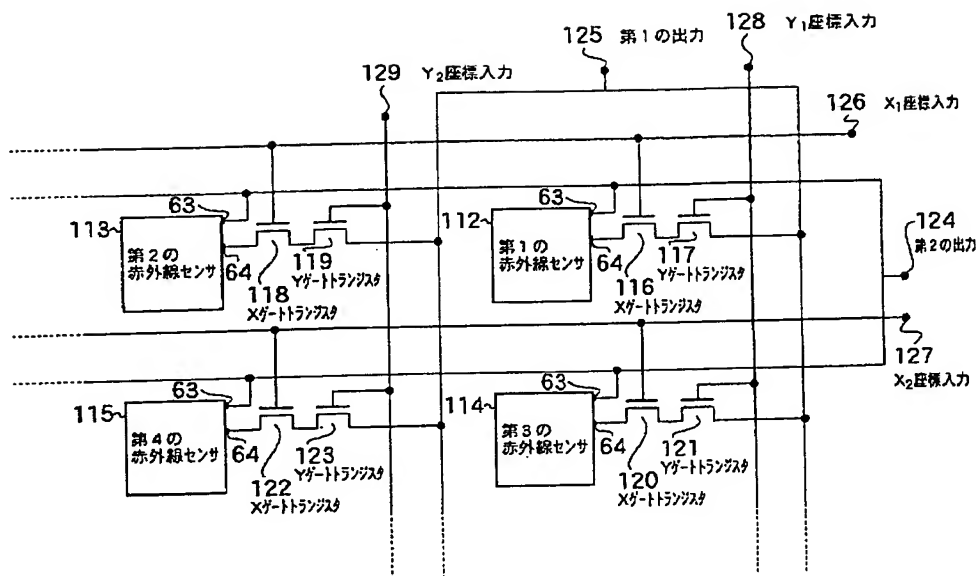 128 Y₁座標入力
125 第1の出力
129 Y₂座標入力
126 X₁座標入力
63
63
113
112
第2の
赤外線センサ
第1の
赤外線センサ
64
64
119
Yゲートトランジスタ
117
Yゲートトランジスタ
118
Xゲートトランジスタ
116
Xゲートトランジスタ
124
第2の出力
127
X₂座標入力
63
63
115
114
第4の
赤外線センサ
第3の
赤外線センサ
64
64
123
Yゲートトランジスタ
121
Yゲートトランジスタ
122
Xゲートトランジスタ
120
Xゲートトランジスタ